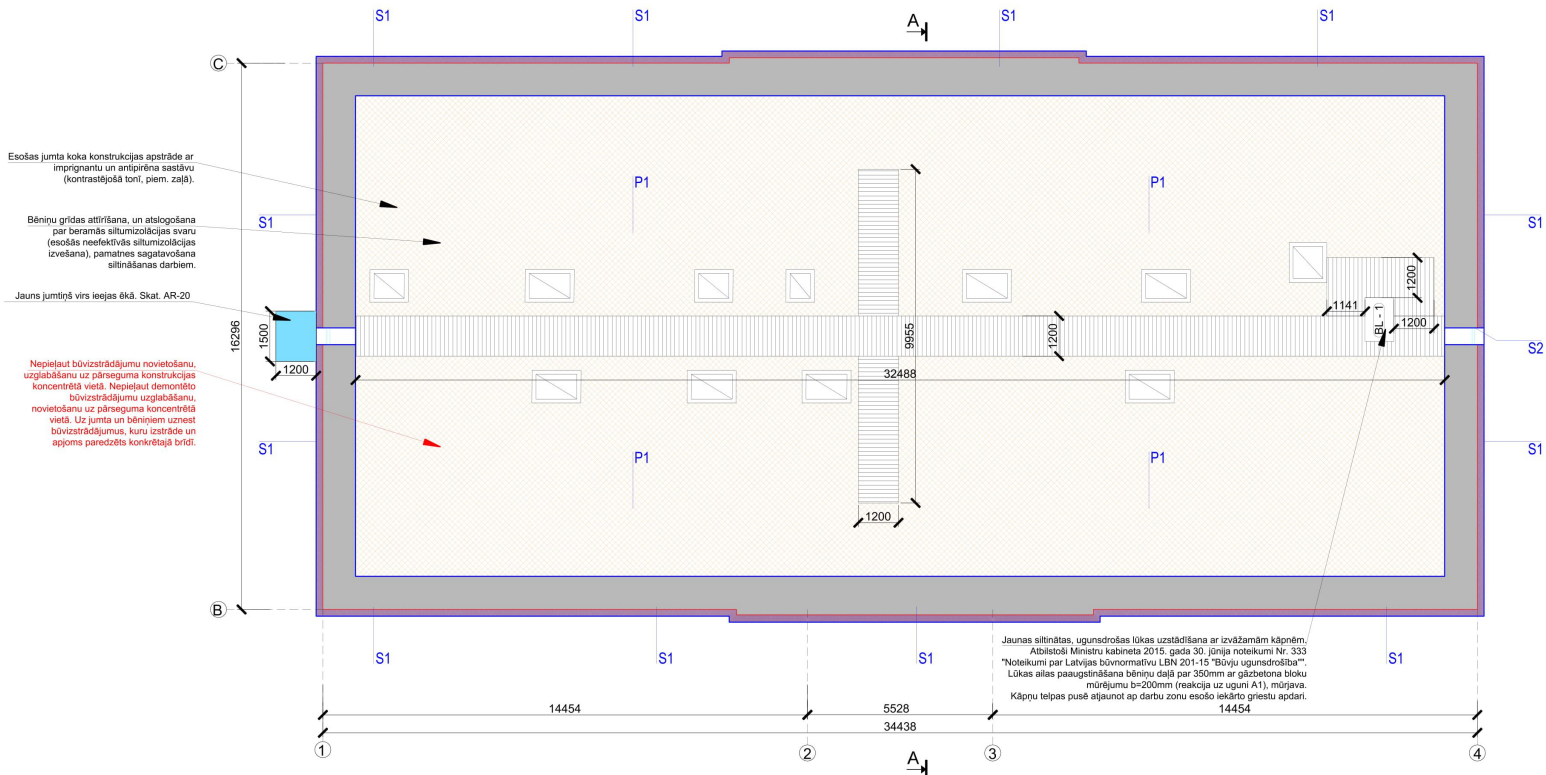 S1
S1
S1
S1
A
C
Esošas jumta koka konstrukcijas apstrāde ar
imprignantu un antipirēna sastāvu
(kontrastējošā tonī, piem. zaļā).
P1
P1
S1
S1
Bēniņu grīdas attīrīšana, un atslogošana
par beramās siltumizolācijas svaru
(esošās neefektīvās siltumizolācijas
izvešana), pamatnes sagatavošana
siltināšanas darbiem.
Jauns jumtiņš virs ieejas ēkā. Skat. AR-20
16296
1500
1200
9955
1200
32488
1141
1200
1200
BL - 1
S2
Nepieļaut būvizstrādājumu novietošanu,
uzglabāšanu uz pārseguma konstrukcijas
koncentrētā vietā. Nepieļaut demontēto
būvizstrādājumu uzglabāšanu,
novietošanu uz pārseguma koncentrētā
vietā. Uz jumta un bēniņiem uznest
būvizstrādājumus, kuru izstrāde un
apjoms paredzēts konkrētajā brīdī.
S1
S1
P1
P1
1200
B
S1
S1
S1
S1
Jaunas siltinātas, ugunsdrošas lūkas uzstādīšana ar izvāžamām kāpnēm.
Atbilstoši Ministru kabineta 2015. gada 30. jūnija noteikumi Nr. 333
"Noteikumi par Latvijas būvnormatīvu LBN 201-15 "Būvju ugunsdrošība"".
Lūkas ailas paaugstināšana bēniņu daļā par 350mm ar gāzbetona bloku
mūrējumu b=200mm (reakcija uz uguni A1), mūrjava.
Kāpņu telpas pusē atjaunot ap darbu zonu esošo iekārto griestu apdari.
14454
5528
14454
34438
1
2
3
4
A